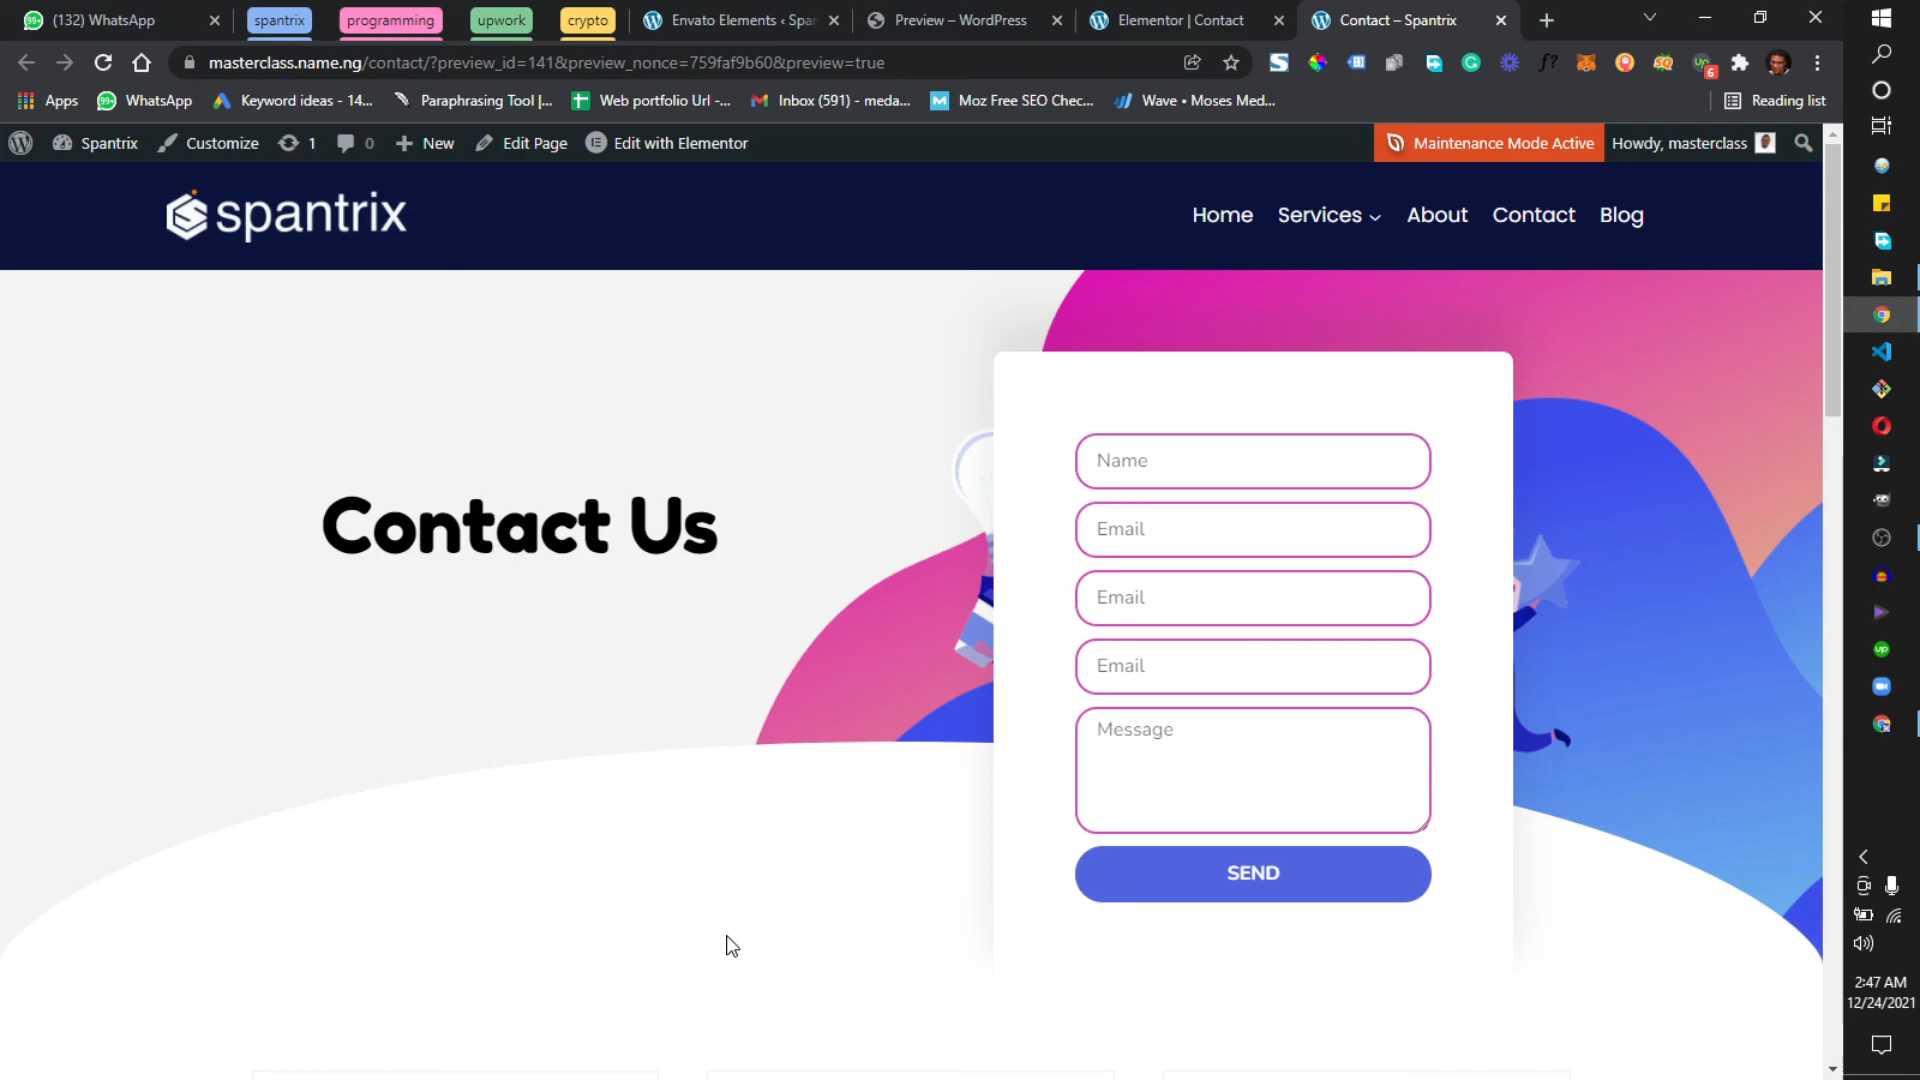 (132) WhatsApp
spantrix
programming
upwork
crypto
Envato Elements ‹ Spar
Preview – WordPress
Elementor | Contact
Contact – Spantrix
masterclass.name.ng/contact/?preview_id=141&preview_nonce=759faf9b60&preview=true
6
Apps
99+
WhatsApp
Keyword ideas - 14...
Paraphrasing Tool |...
Web portfolio Url -...
Inbox (591) - meda...
Moz Free SEO Chec...
Wave • Moses Med...
Reading list
Spantrix
Customize
1
0
New
Edit Page
Edit with Elementor
Maintenance Mode Active
Howdy, masterclass
spantrix
Home
Services
About
Contact
Blog
Contact Us
Name
Email
Email
Email
Message
SEND
2:47 AM
12/24/2021